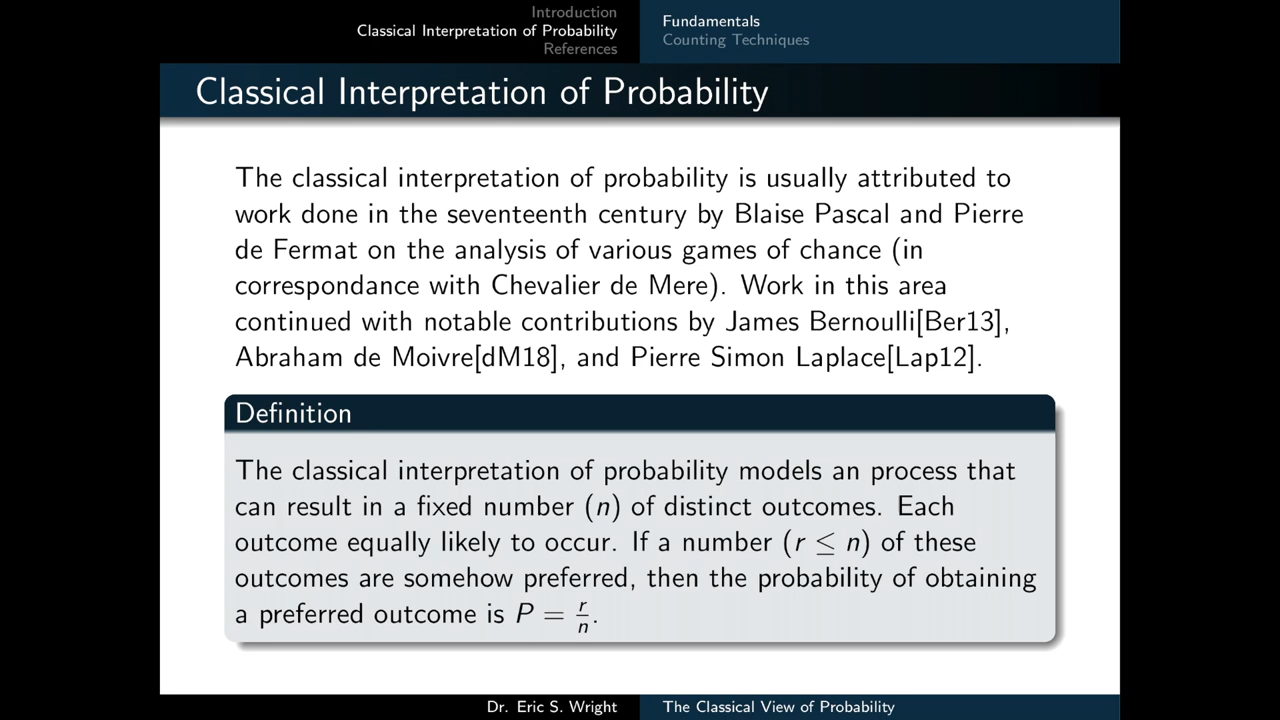 Introduction
Classical Interpretation of Probability
References
Fundamentals
Counting Techniques
Classical Interpretation of Probability
The classical interpretation of probability is usually attributed to
work done in the seventeenth century by Blaise Pascal and Pierre
de Fermat on the analysis of various games of chance (in
correspondance with Chevalier de Mere). Work in this area
continued with notable contributions by James Bernoulli[Ber13],
Abraham de Moivre[dM18], and Pierre Simon Laplace[Lap12].
Definition
The classical interpretation of probability models an process that
can result in a fixed number (n) of distinct outcomes. Each
outcome equally likely to occur. If a number (r ≤ n) of these
outcomes are somehow preferred, then the probability of obtaining
a preferred outcome is P = r/n.
Dr. Eric S. Wright
The Classical View of Probability